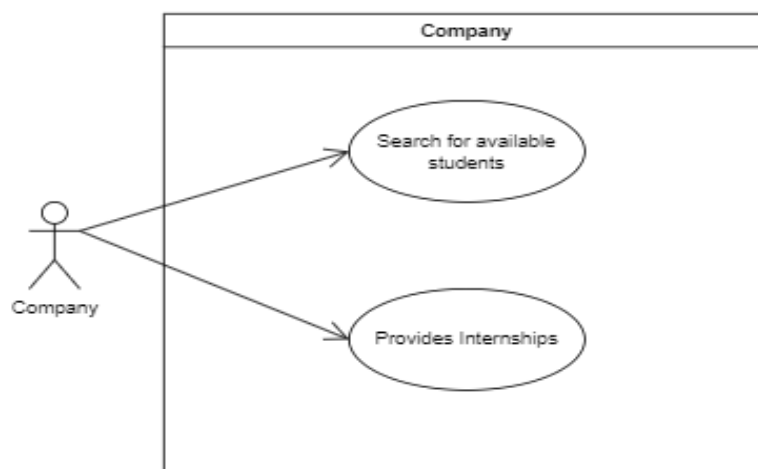 Company
Search for available
students
Company
Provides Internships